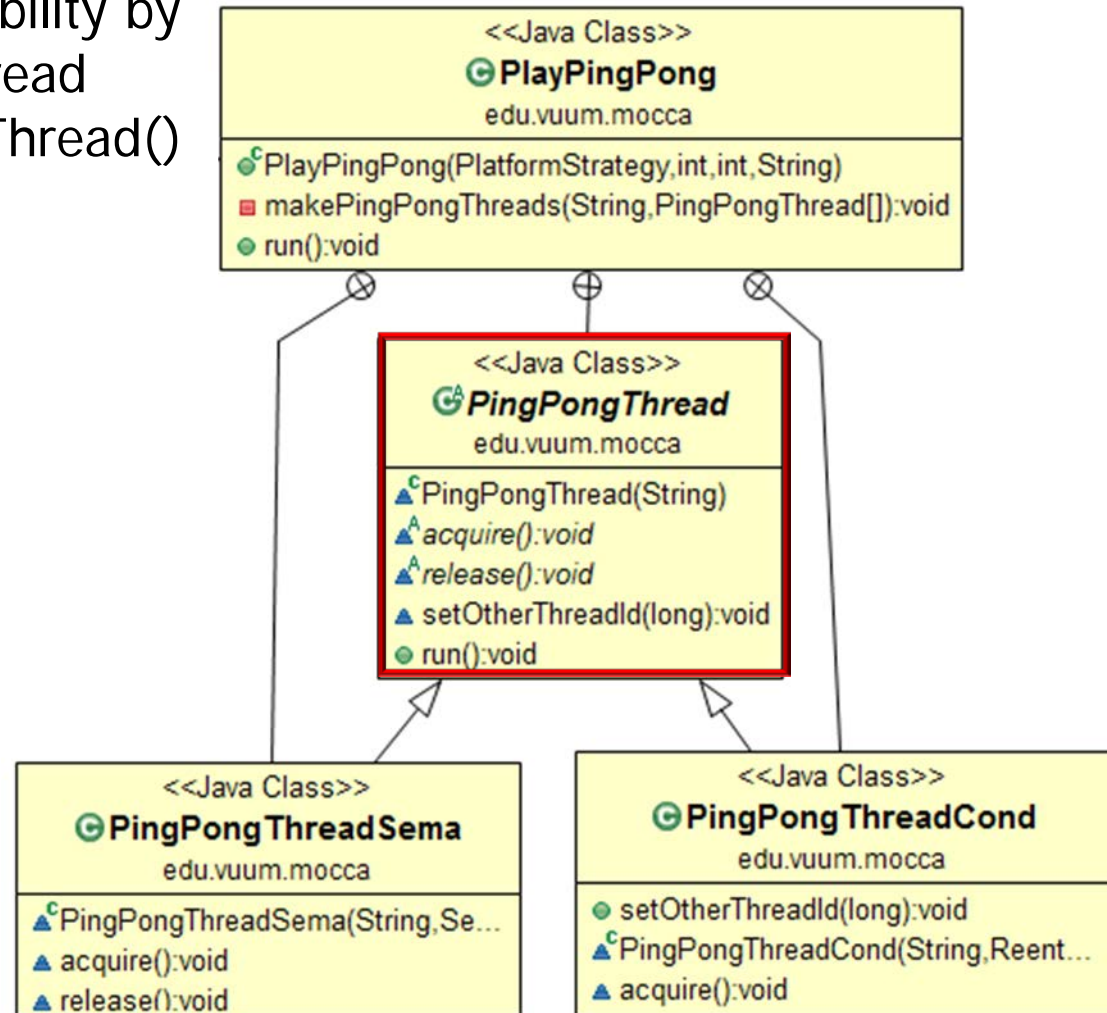 bility by
read
Thread()
<<Java Class>>
PlayPingPong
edu.vuum.mocca
PlayPingPong(PlatformStrategy,int,int,String)
makePingPongThreads(String,PingPongThread[]):void
run():void
<<Java Class>>
PingPongThread
edu.vuum.mocca
PingPongThread(String)
acquire():void
release():void
setOtherThreadId(long):void
run():void
<<Java Class>>
PingPongThreadSema
edu.vuum.mocca
PingPongThreadSema(String,Se...
acquire():void
release():void
<<Java Class>>
PingPongThreadCond
edu.vuum.mocca
setOtherThreadId(long):void
PingPongThreadCond(String,Reent...
acquire():void